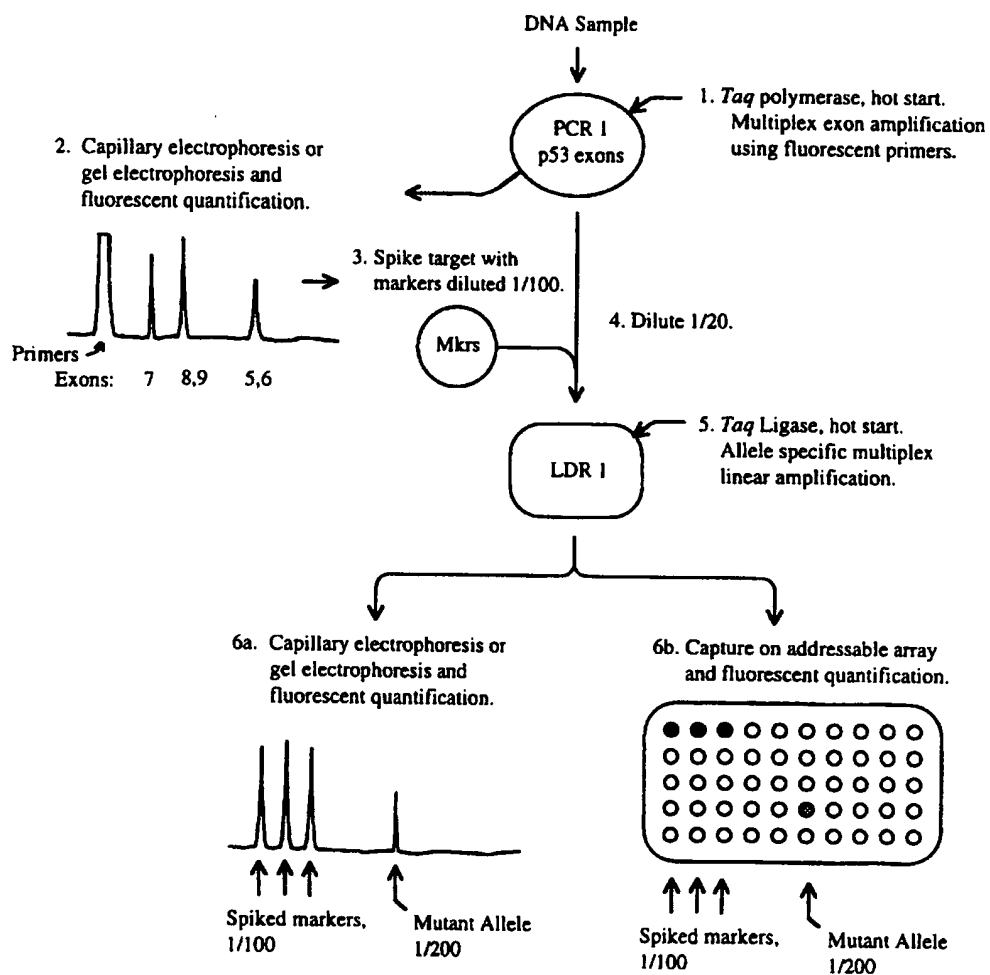 DNA Sample
PCR 1
p53 exons
1. Taq polymerase, hot start.
Multiplex exon amplification
using fluorescent primers.
2. Capillary electrophoresis or
gel electrophoresis and
fluorescent quantification.
3. Spike target with
markers diluted 1/100.
Mkrs
4. Dilute 1/20.
Primers
Exons: 7 8,9 5,6
LDR 1
5. Taq Ligase, hot start.
Allele specific multiplex
linear amplification.
6a. Capillary electrophoresis or
gel electrophoresis and
fluorescent quantification.
Spiked markers,
1/100
Mutant Allele
1/200
6b. Capture on addressable array
and fluorescent quantification.
Spiked markers,
1/100
Mutant Allele
1/200